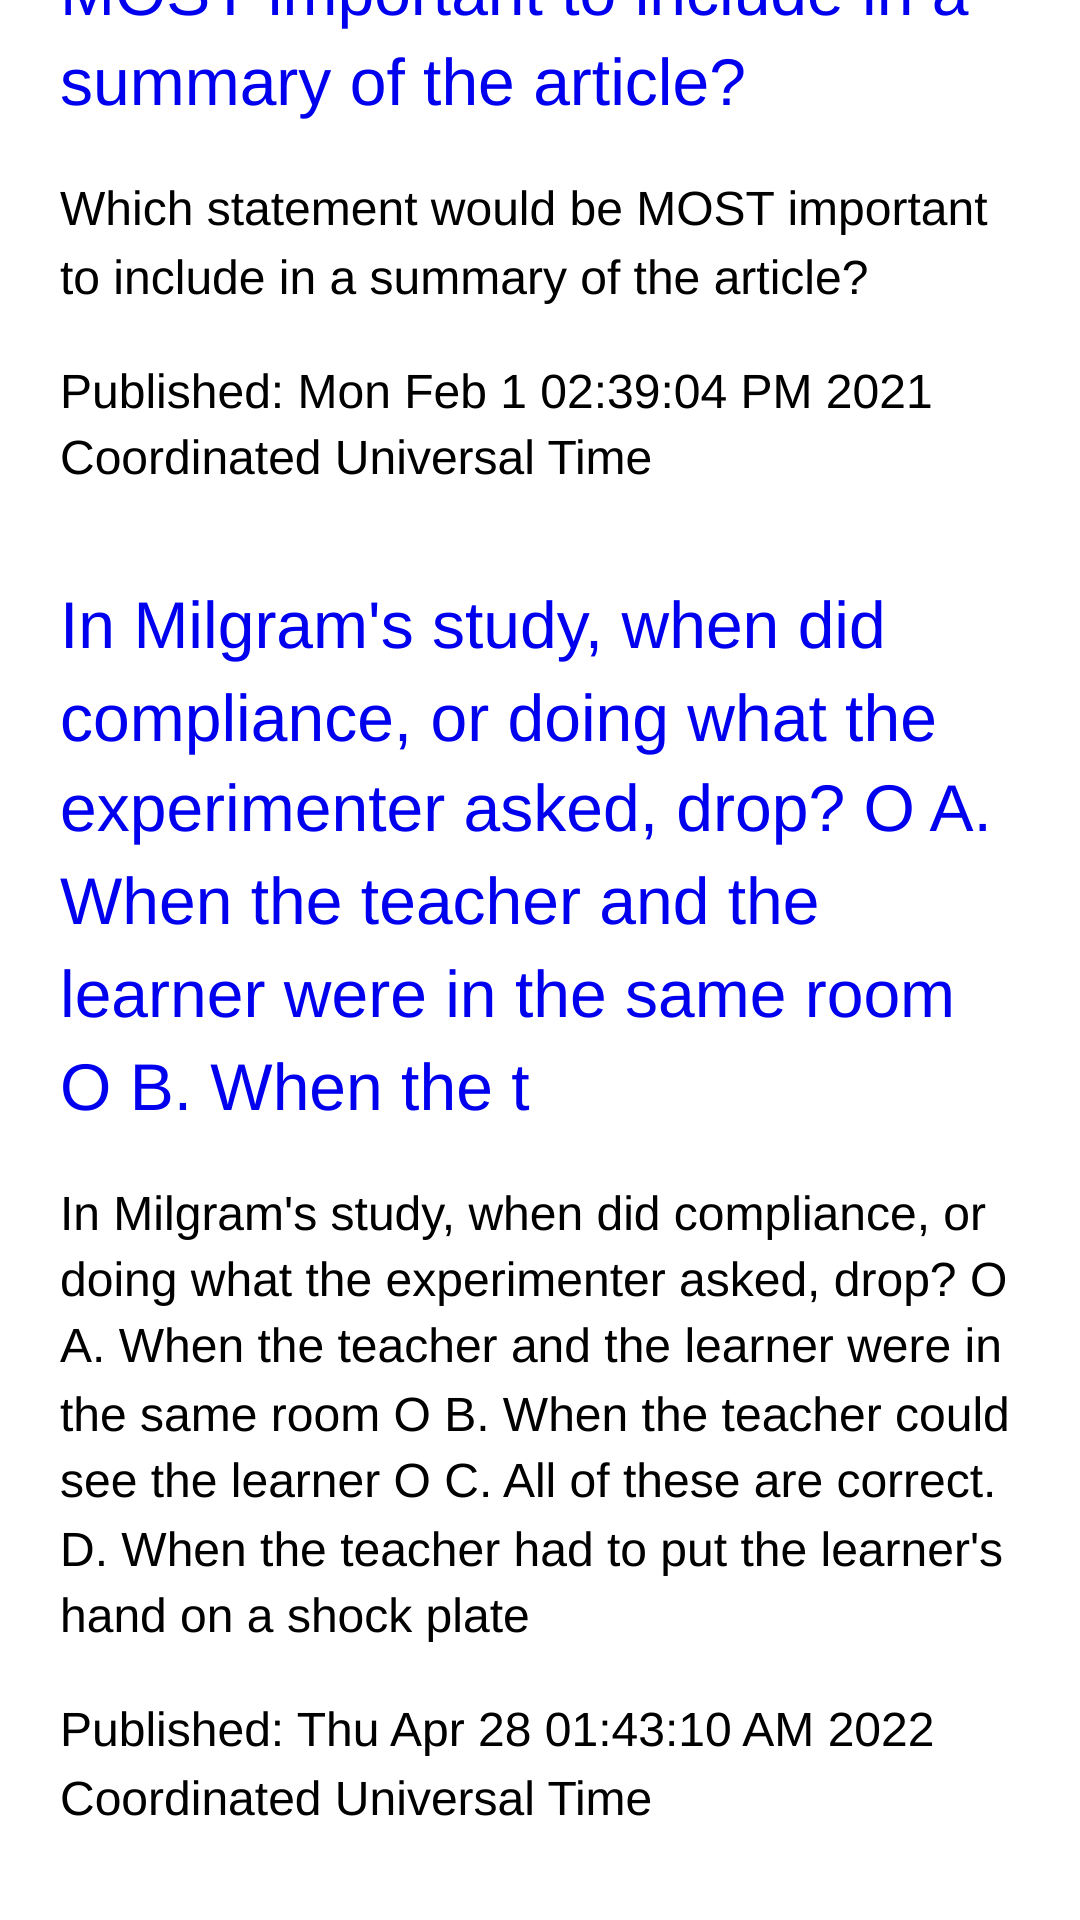 MOST important to include in a
summary of the article?
Which statement would be MOST important
to include in a summary of the article?
Published: Mon Feb 1 02:39:04 PM 2021
Coordinated Universal Time
In Milgram's study, when did
compliance, or doing what the
experimenter asked, drop? O A.
When the teacher and the
learner were in the same room
O B. When the t
In Milgram's study, when did compliance, or
doing what the experimenter asked, drop? O
A. When the teacher and the learner were in
the same room O B. When the teacher could
see the learner O C. All of these are correct.
D. When the teacher had to put the learner's
hand on a shock plate
Published: Thu Apr 28 01:43:10 AM 2022
Coordinated Universal Time